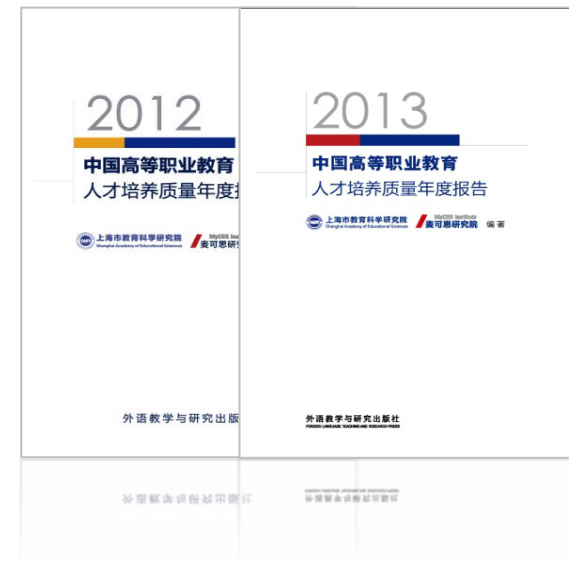 2012
中国高等职业教育
人才培养质量年度
上海市教育科学研究院
Shanghai Academy of Educational Sciences
MyCOS Ins
麦可思研究
外语教学与研究出版
2013
中国高等职业教育
人才培养质量年度报告
上海市教育科学研究院
Shanghai Academy of Educational Sciences
MyCOS Institute
麦可思研究院 编著
外语教学与研究出版社
FOREIGN LANGUAGE TEACHING AND RESEARCH PRESS